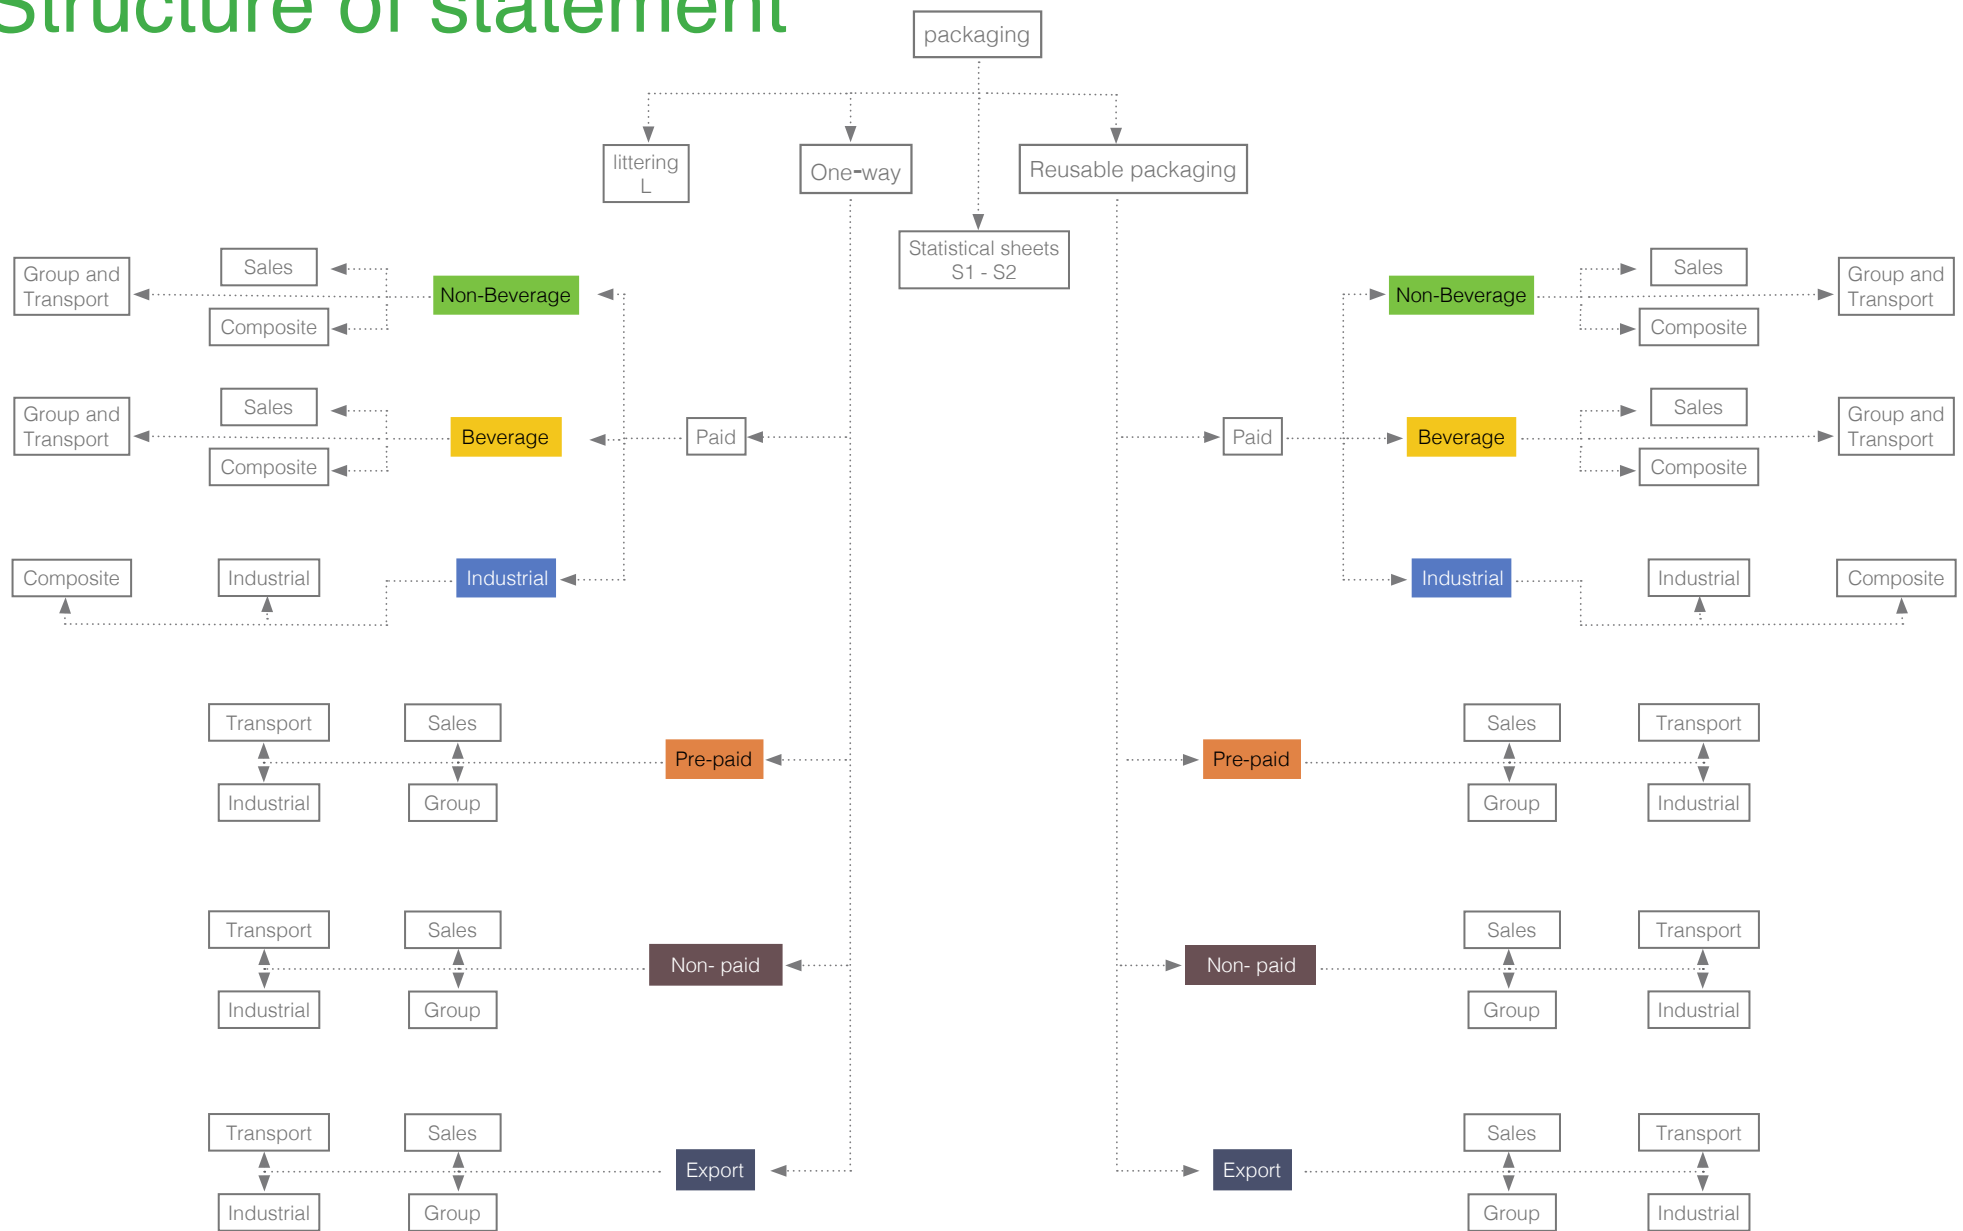 Structure of statement
packaging
littering
L
One-way
Reusable packaging
Statistical sheets
S1 - S2
Group and
Transport
Sales
Composite
Non-Beverage
Non-Beverage
Sales
Composite
Group and
Transport
Group and
Transport
Sales
Composite
Beverage
Paid
Paid
Beverage
Sales
Composite
Group and
Transport
Composite
Industrial
Industrial
Industrial
Industrial
Composite
Transport
Sales
Pre-paid
Industrial
Group
Pre-paid
Sales
Transport
Group
Industrial
Transport
Sales
Non- paid
Industrial
Group
Non- paid
Sales
Transport
Group
Industrial
Transport
Sales
Export
Industrial
Group
Export
Sales
Transport
Group
Industrial